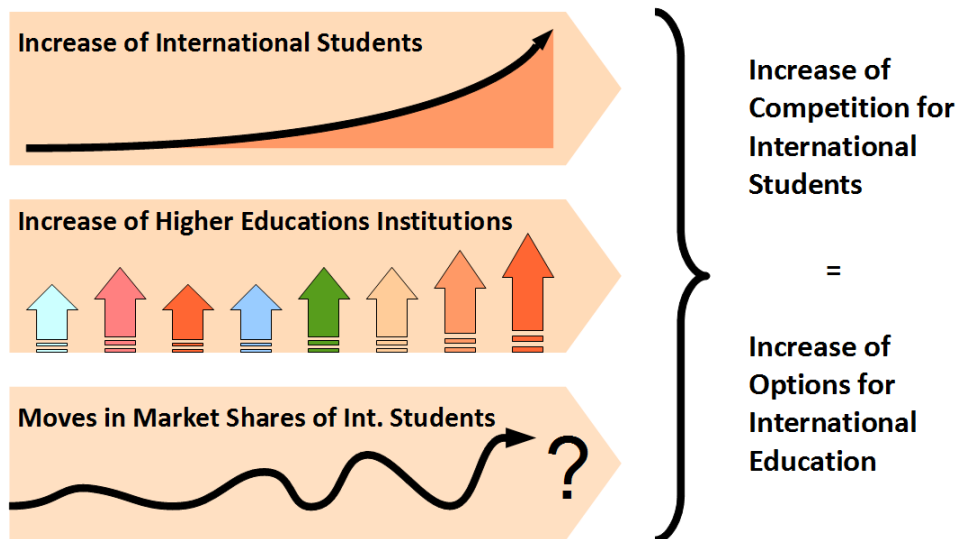 Increase of International Students
Increase of Higher Educations Institutions
Moves in Market Shares of Int. Students
?
Increase of
Competition for
International
Students
=
Increase of
Options for
International
Education